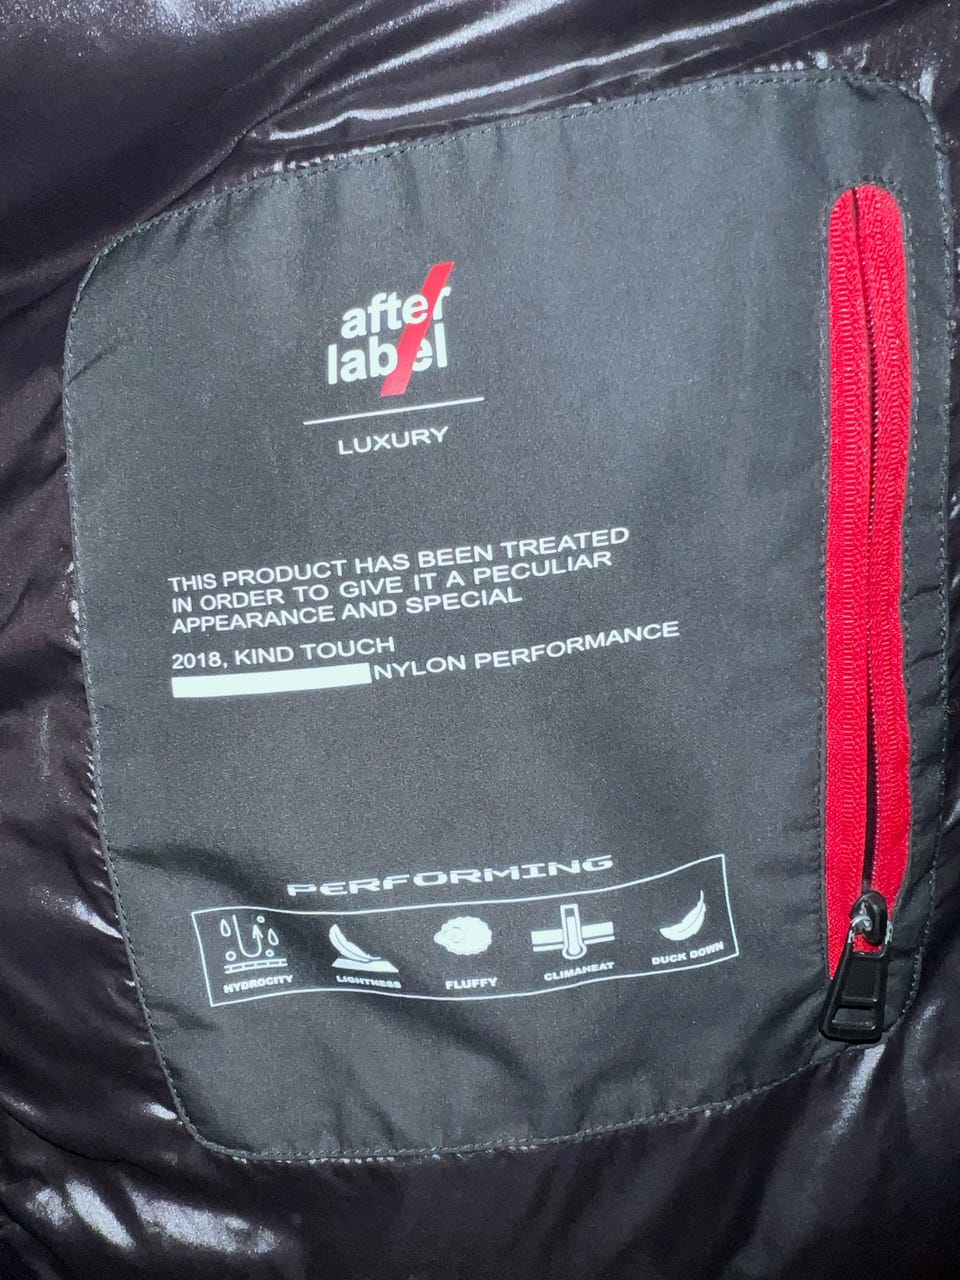 after
label
LUXURY
THIS PRODUCT HAS BEEN TREATED
IN ORDER TO GIVE IT A PECULIAR
APPEARANCE AND SPECIAL
2018, KIND TOUCH
NYLON PERFORMANCE
PERFORMING
HYDROCITY LIGHTNESS FLUFFY CLIMAHEAT DUCK DOWN